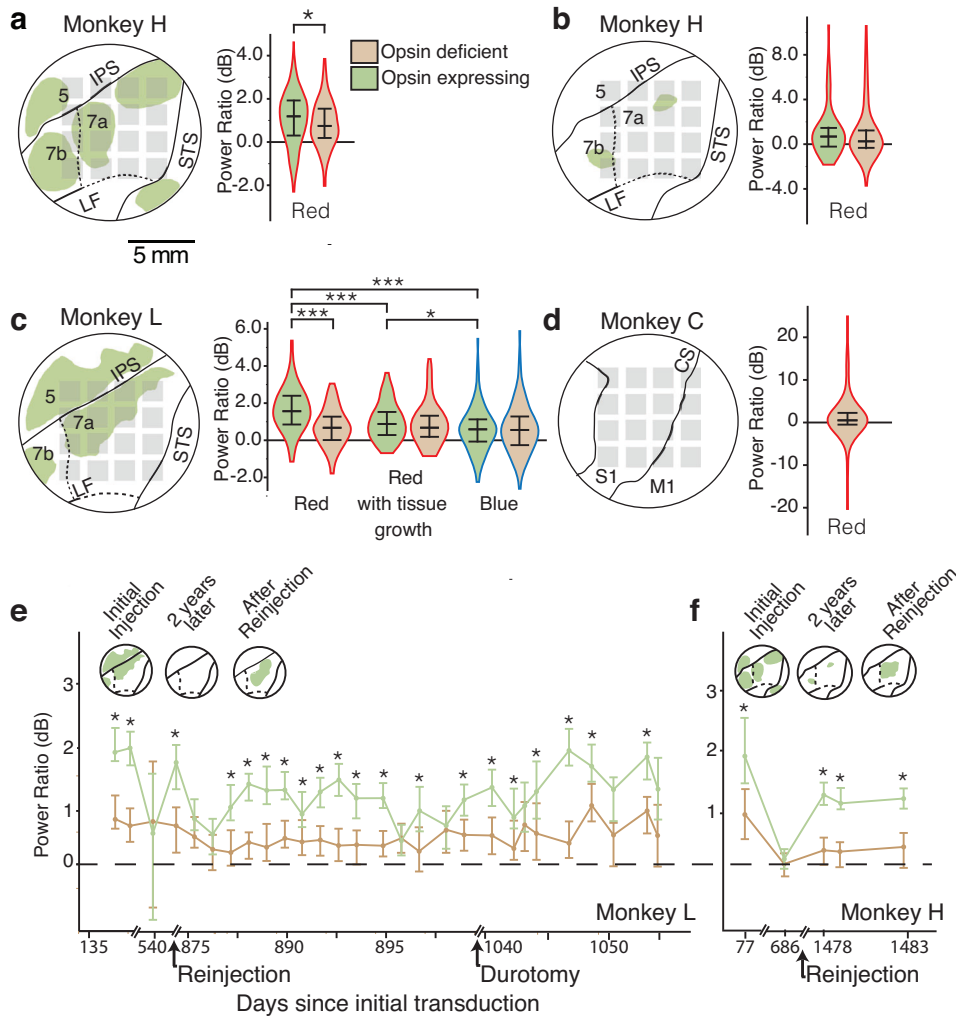 a
Monkey H
IPS
5
7a
7b
LF
STS
5 mm
Power Ratio (dB)
4.0
2.0
0.0
-2.0
*
Red
Opsin deficient
Opsin expressing
b
Monkey H
IPS
5
7a
7b
LF
STS
Power Ratio (dB)
8.0
4.0
0.0
-4.0
Red
c
Monkey L
IPS
5
7a
7b
LF
STS
Power Ratio (dB)
6.0
4.0
2.0
0.0
-2.0
***
***
***
*
Red
Red
with tissue
growth
Blue
d
Monkey C
CS
S1
M1
Power Ratio (dB)
20
10
0
-10
-20
Red
e
Initial
Injection
2 years
later
After
Reinjection
Power Ratio (dB)
3
2
1
0
* * * * * * * * * * * * * * * * * * * *
Monkey L
135 540 875 890 895 1040 1050
Reinjection
Durotomy
Days since initial transduction
f
Initial
Injection
2 years
later
After
Reinjection
3
2
1
* * * *
Monkey H
77 686 1478 1483
Reinjection